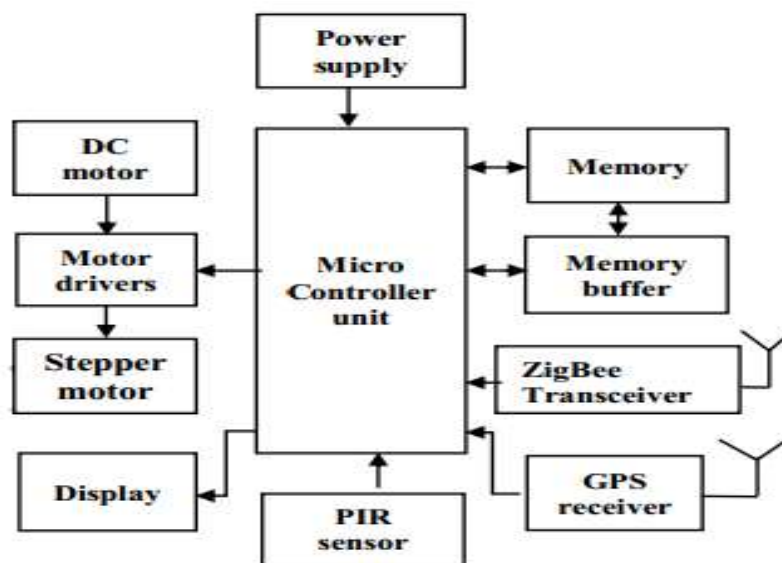 Power
supply
DC
motor
Memory
Motor
drivers
Micro
Controller
unit
Memory
buffer
Stepper
motor
ZigBee
Transceiver
Display
PIR
sensor
GPS
receiver